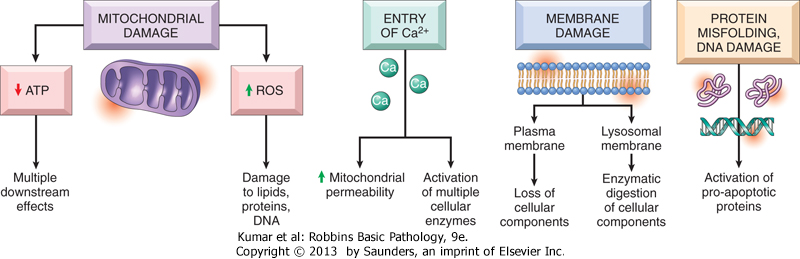 MITOCHONDRIAL
DAMAGE
ATP
ROS
Multiple
downstream
effects
Damage
to lipids,
proteins,
DNA
ENTRY
OF Ca²⁺
Ca
Ca
Ca
Mitochondrial
permeability
Activation
of multiple
cellular
enzymes
MEMBRANE
DAMAGE
Plasma
membrane
Lysosomal
membrane
Loss of
cellular
components
Enzymatic
digestion
of cellular
components
PROTEIN
MISFOLDING,
DNA DAMAGE
Activation of
pro-apoptotic
proteins
Kumar et al: Robbins Basic Pathology, 9e.
Copyright © 2013 by Saunders, an imprint of Elsevier Inc.